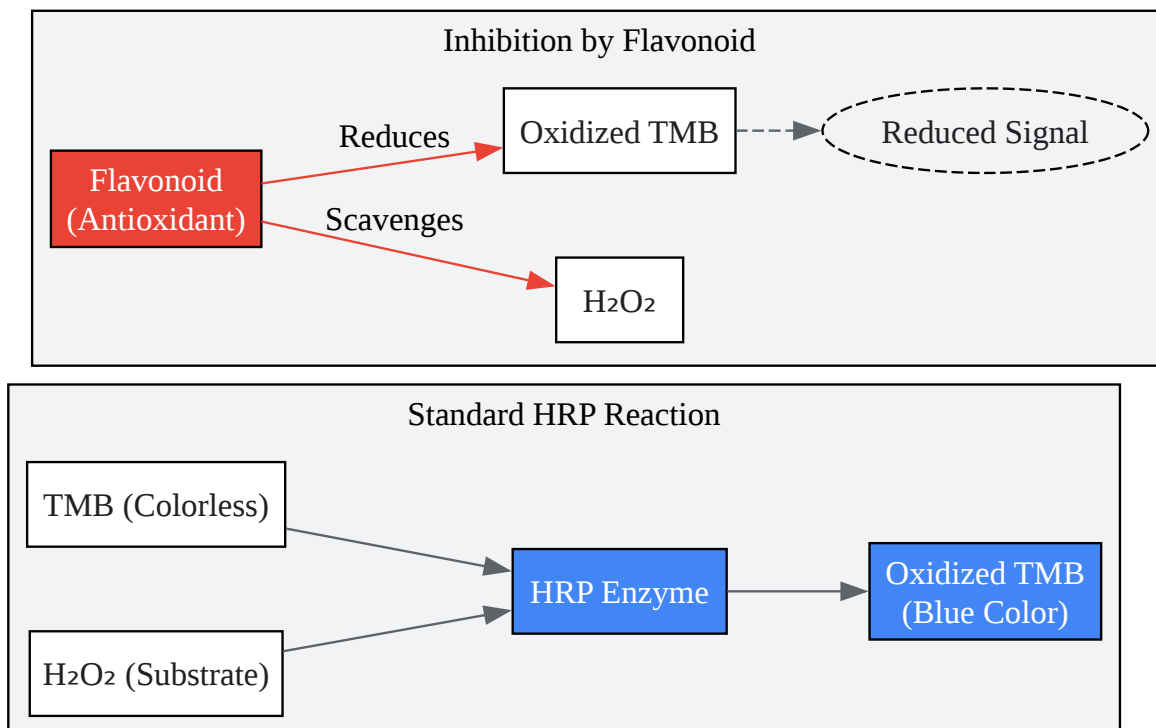 Inhibition by Flavonoid
Reduces
Oxidized TMB
Reduced Signal
Flavonoid
(Antioxidant)
Scavenges
H₂O₂
Standard HRP Reaction
TMB (Colorless)
HRP Enzyme
Oxidized TMB
(Blue Color)
H₂O₂ (Substrate)